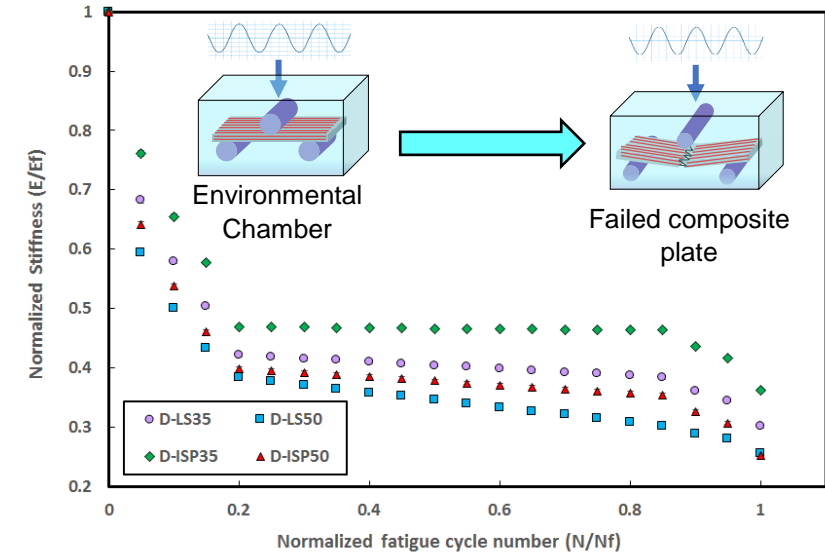 1
0.9
0.8
0.7
0.6
0.5
0.4
0.3
0.2
Normalized Stiffness (E/Ef)
Environmental
Chamber
Failed composite
plate
D-LS35 D-LS50
D-ISP35 D-ISP50
0 0.2 0.4 0.6 0.8 1
Normalized fatigue cycle number (N/Nf)